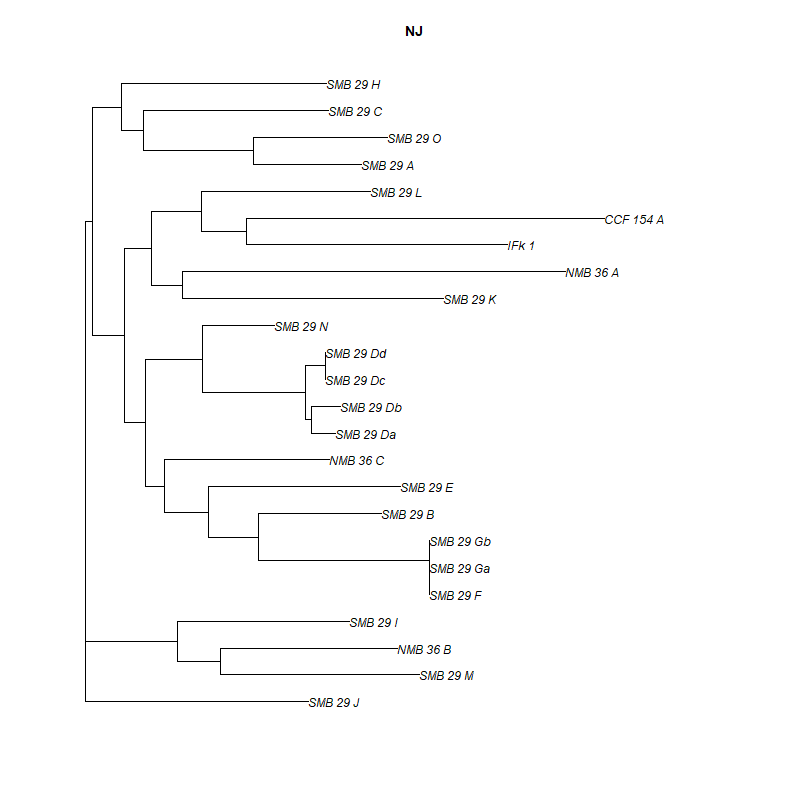 NJ
SMB 29 H
SMB 29 C
SMB 29 O
SMB 29 A
SMB 29 L
CCF 154 A
IFk 1
NMB 36 A
SMB 29 K
SMB 29 N
SMB 29 Dd
SMB 29 Dc
SMB 29 Db
SMB 29 Da
NMB 36 C
SMB 29 E
SMB 29 B
SMB 29 Gb
SMB 29 Ga
SMB 29 F
SMB 29 I
NMB 36 B
SMB 29 M
SMB 29 J